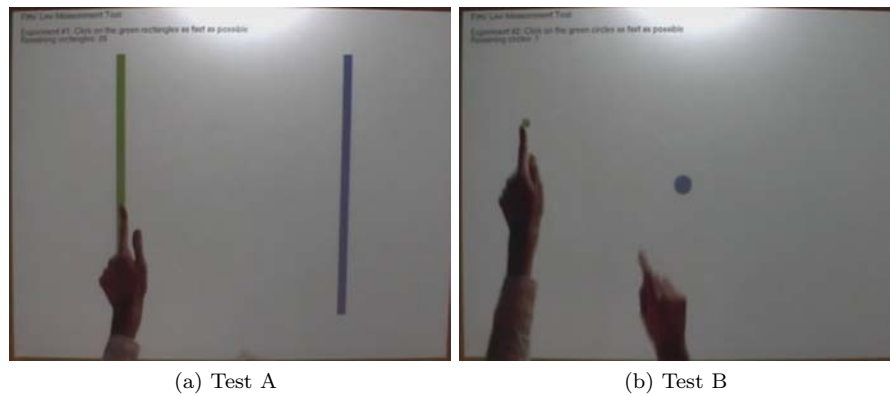 Fitts Law Measurement Tool
Experiment #1: Click on the green rectangles as fast as possible
Remaining rectangles:
Fitts Law Measurement Tool
Experiment #2: Click on the green circles as fast as possible
Remaining circles: 7
(a) Test A
(b) Test B